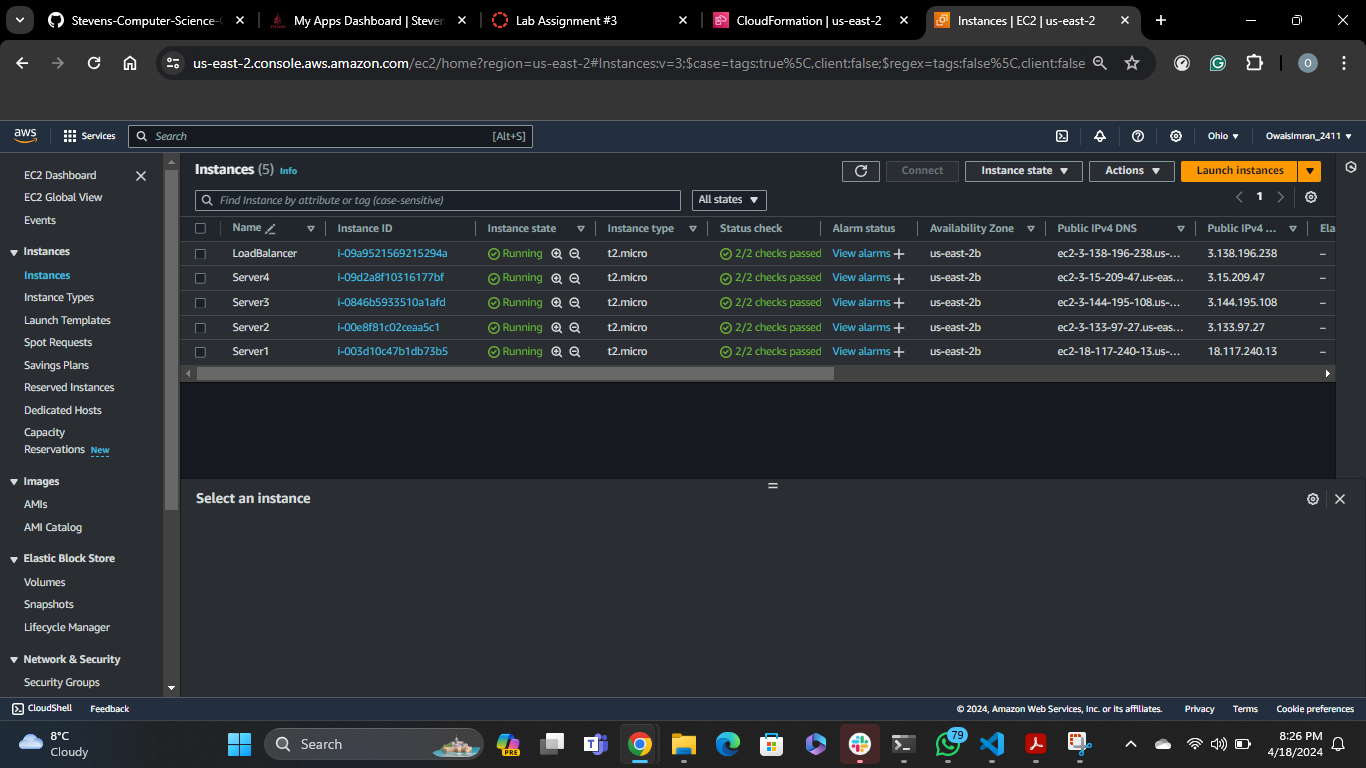 Stevens-Computer-Science-
My Apps Dashboard | Steven
Lab Assignment #3
CloudFormation | us-east-2
Instances | EC2 | us-east-2
us-east-2.console.aws.amazon.com/ec2/home?region=us-east-2#Instances:v=3;$case=tags:true%5C,client:false;$regex=tags:false%5C,client:false
O
aws
Services
Search
[Alt+S]
Ohio
OwaisImran_2411
EC2 Dashboard
EC2 Global View
Events
Instances
Instances
Instance Types
Launch Templates
Spot Requests
Savings Plans
Reserved Instances
Dedicated Hosts
Capacity
Reservations New
Images
AMIs
AMI Catalog
Elastic Block Store
Volumes
Snapshots
Lifecycle Manager
Network & Security
Security Groups
Instances (5) Info
Connect
Instance state
Actions
Launch instances
Find Instance by attribute or tag (case-sensitive)
All states
1
Name Instance ID Instance state Instance type Status check Alarm status Availability Zone Public IPv4 DNS Public IPv4 ... Ela
LoadBalancer i-09a9521569215294a Running t2.micro 2/2 checks passed View alarms + us-east-2b ec2-3-138-196-238.us-... 3.138.196.238 –
Server4 i-09d2a8f10316177bf Running t2.micro 2/2 checks passed View alarms + us-east-2b ec2-3-15-209-47.us-eas... 3.15.209.47 –
Server3 i-0846b5933510a1afd Running t2.micro 2/2 checks passed View alarms + us-east-2b ec2-3-144-195-108.us-... 3.144.195.108 –
Server2 i-00e8f81c02ceaa5c1 Running t2.micro 2/2 checks passed View alarms + us-east-2b ec2-3-133-97-27.us-eas... 3.133.97.27 –
Server1 i-003d10c47b1db73b5 Running t2.micro 2/2 checks passed View alarms + us-east-2b ec2-18-117-240-13.us-... 18.117.240.13 –
Select an instance
CloudShell
Feedback
© 2024, Amazon Web Services, Inc. or its affiliates.
Privacy
Terms
Cookie preferences
8°C
Cloudy
Search
PRE
79
8:26 PM
4/18/2024